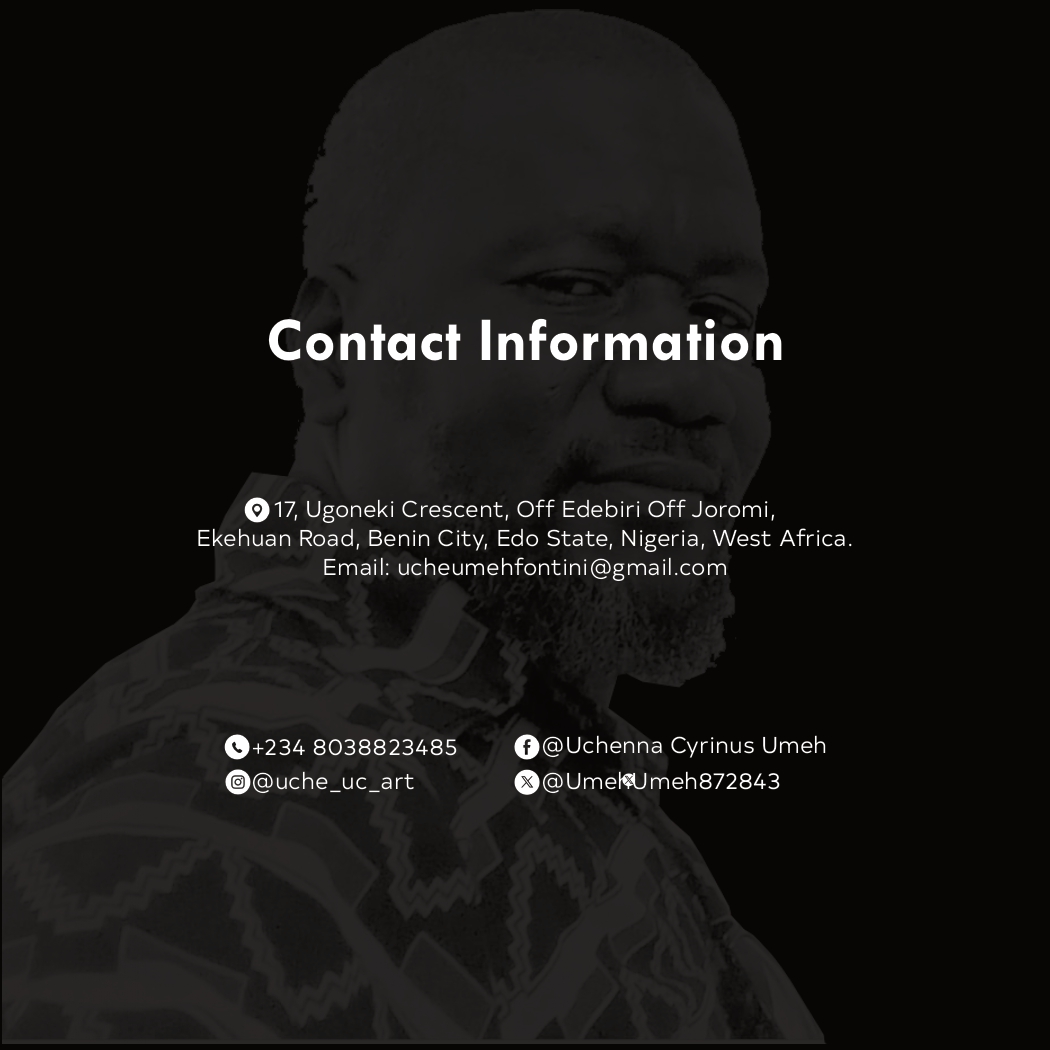 Contact Information
17, Ugoneki Crescent, Off Edebiri Off Joromi,
Ekehuan Road, Benin City, Edo State, Nigeria, West Africa.
Email: ucheumehfontini@gmail.com
+234 8038823485
@Uchenna Cyrinus Umeh
@uche_uc_art
@UmehUmeh872843